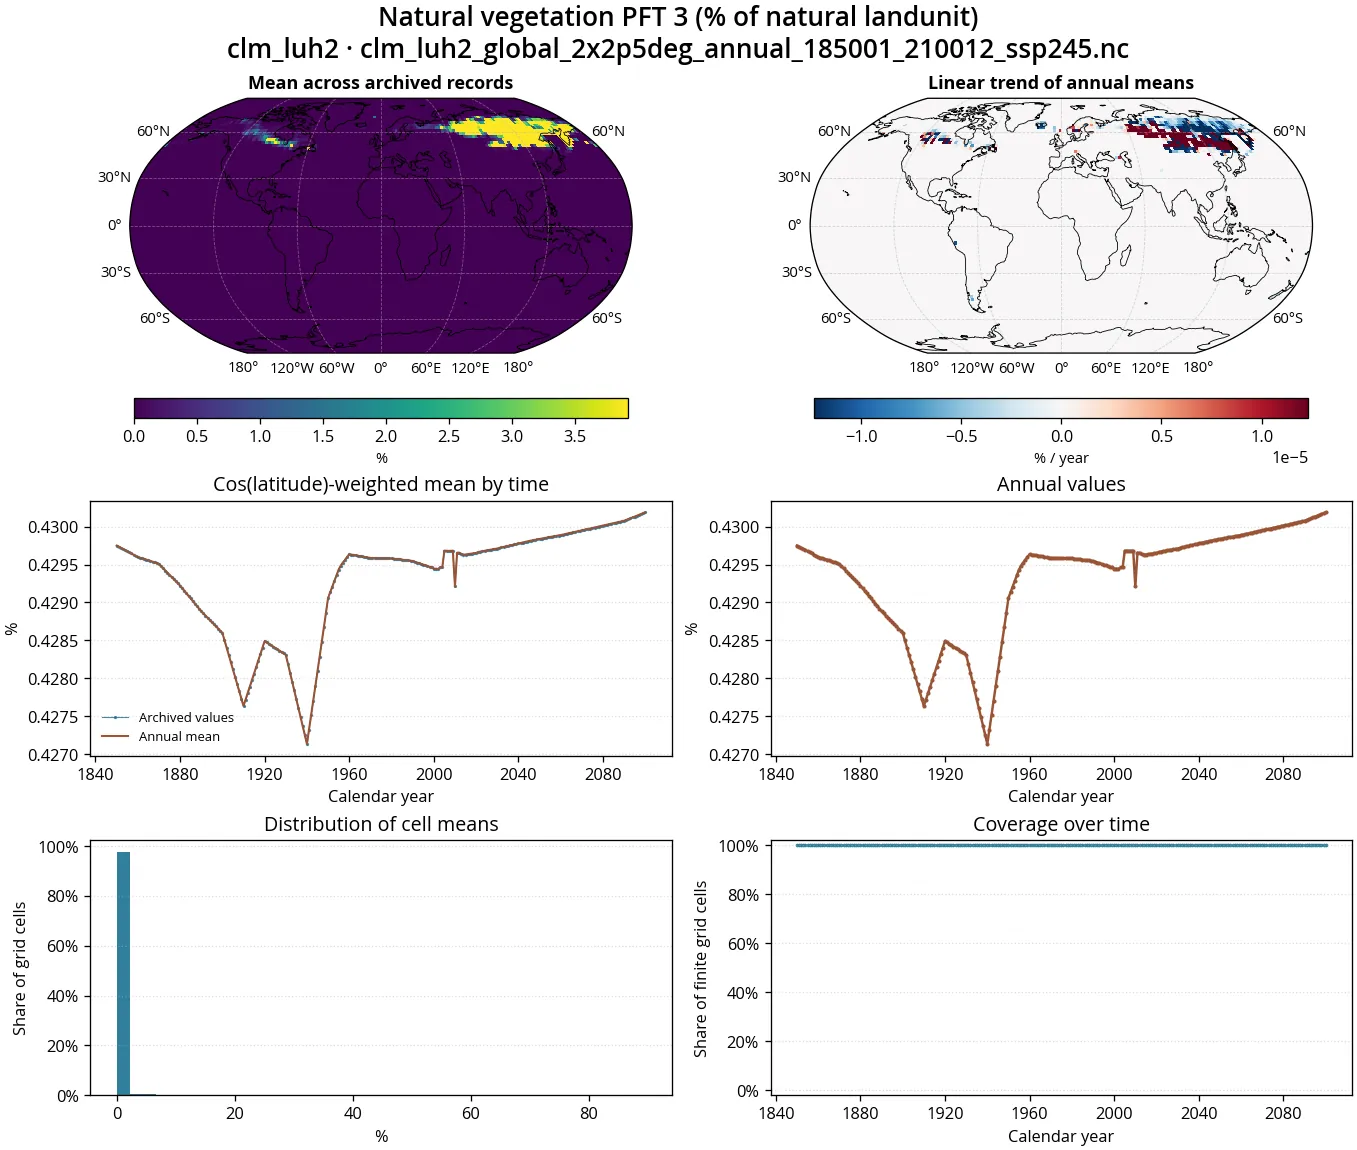 Natural vegetation PFT 3 (% of natural landunit)
clm_luh2 · clm_luh2_global_2x2p5deg_annual_185001_210012_ssp245.nc
Mean across archived records
60°N 60°N
30°N
0°
30°S
60°S 60°S
180° 120°W 60°W 0° 60°E 120°E 180°
0.0 0.5 1.0 1.5 2.0 2.5 3.0 3.5
%
Linear trend of annual means
60°N 60°N
30°N
0°
30°S
60°S 60°S
180° 120°W 60°W 0° 60°E 120°E 180°
−1.0 −0.5 0.0 0.5 1.0
% / year 1e−5
Cos(latitude)-weighted mean by time
0.4300
0.4295
0.4290
0.4285
0.4280
0.4275
0.4270
%
Archived values
Annual mean
1840 1880 1920 1960 2000 2040 2080
Calendar year
Annual values
0.4300
0.4295
0.4290
0.4285
0.4280
0.4275
0.4270
%
1840 1880 1920 1960 2000 2040 2080
Calendar year
Distribution of cell means
100%
80%
60%
40%
20%
0%
Share of grid cells
0 20 40 60 80
%
Coverage over time
100%
80%
60%
40%
20%
0%
Share of finite grid cells
1840 1880 1920 1960 2000 2040 2080
Calendar year